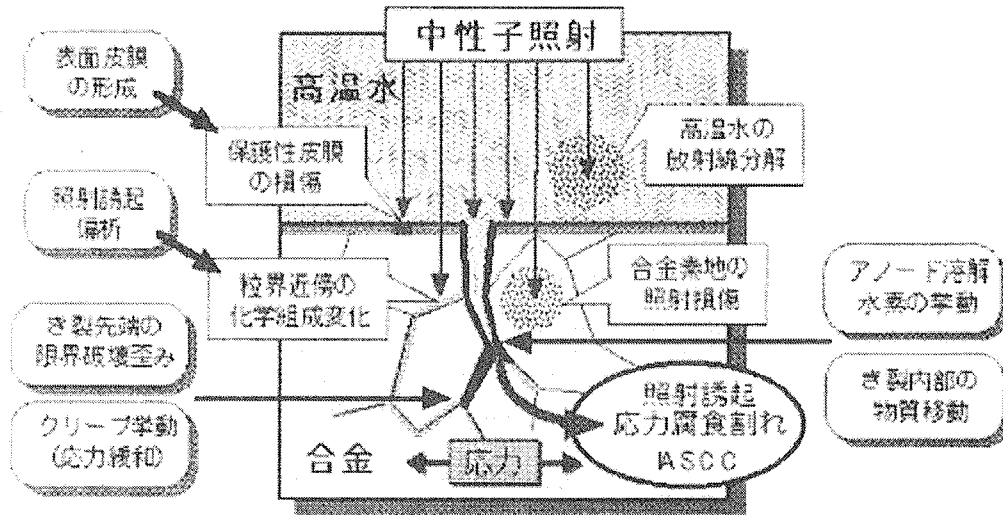 中性子照射
表面皮膜
の形成
高温水
保護性皮膜
の損傷
高温水の
放射線分解
照射誘起
偏析
粒界近傍の
化学組成変化
合金素地の
照射損傷
アノード溶解
水素の挙動
き裂先端の
限界破壊歪み
き裂内部の
物質移動
クリープ挙動
(応力緩和)
照射誘起
応力腐食割れ
IASCC
合金
応力